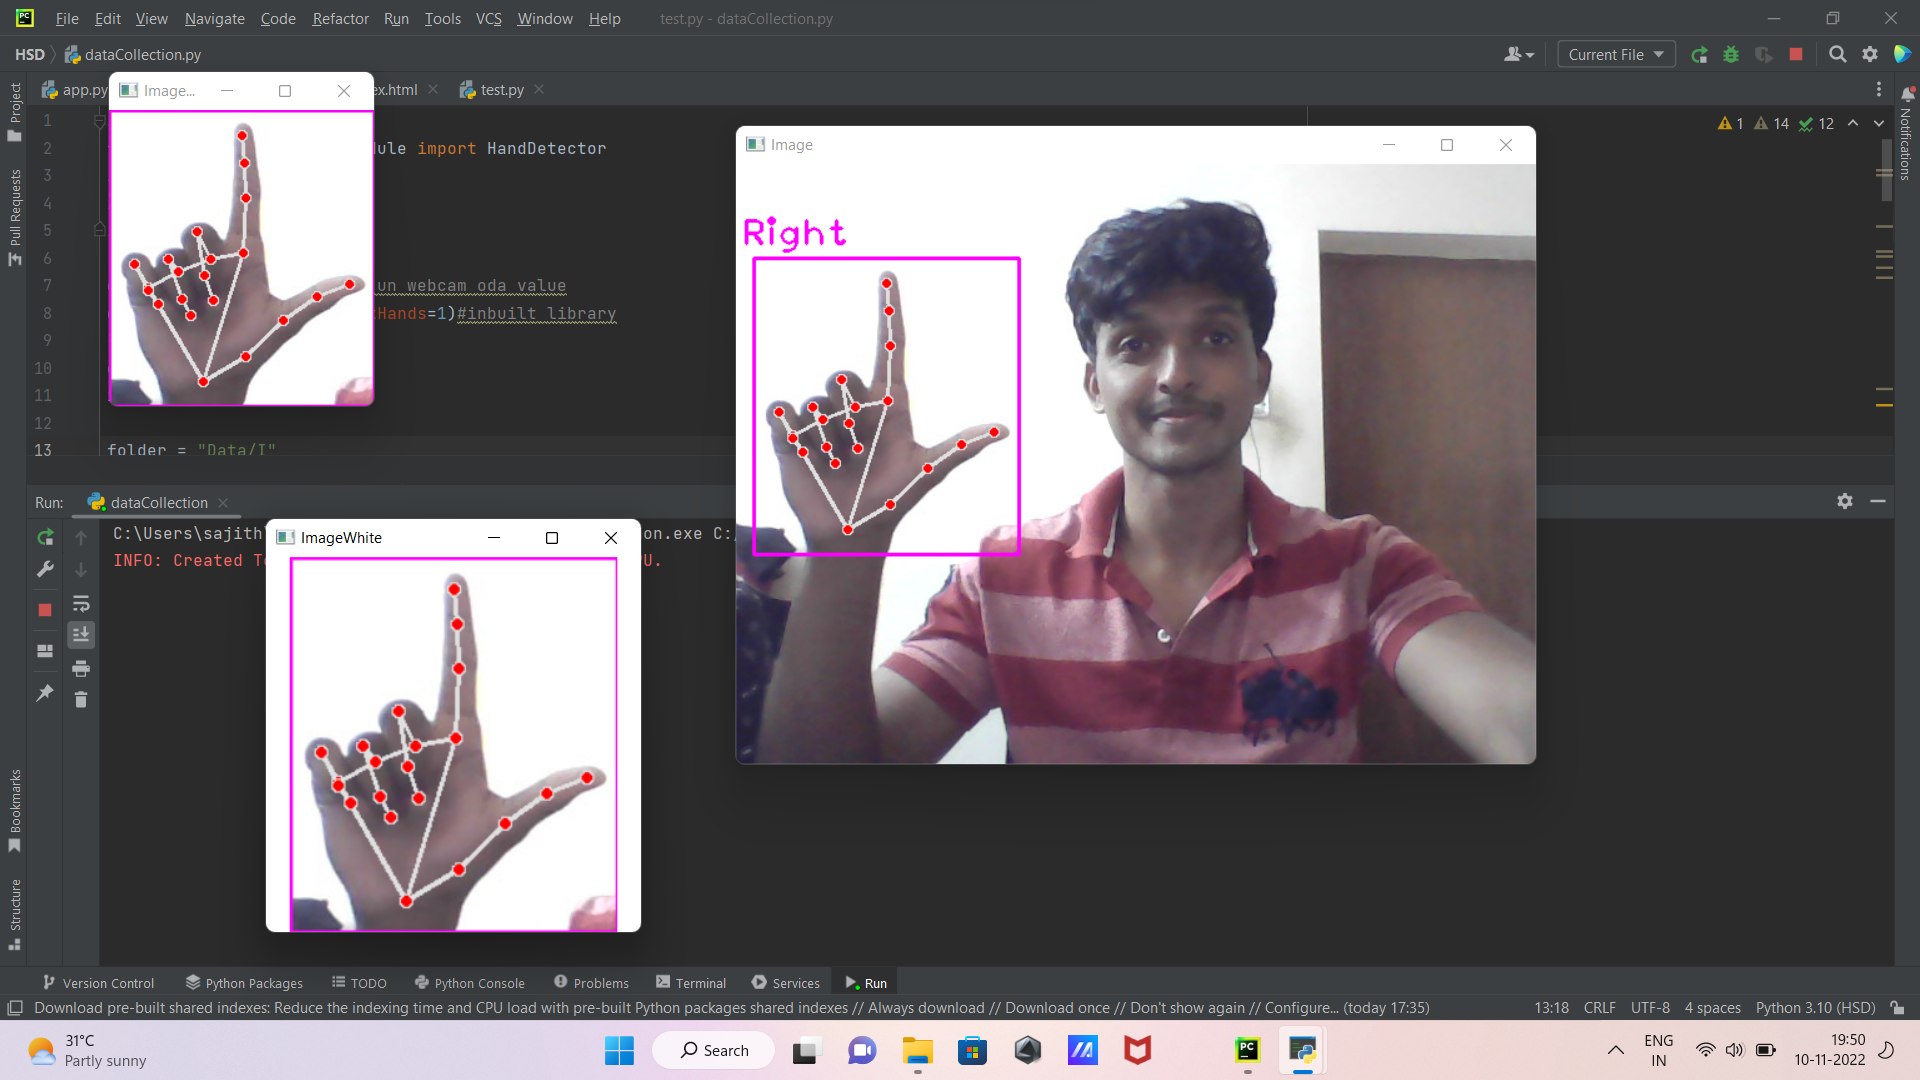 File Edit View Navigate Code Refactor Run Tools VCS Window Help test.py - dataCollection.py
HSD dataCollection.py Current File
app.py ex.html test.py
Image...
1
2 dule import HandDetector
3
4
5
6
7 un webcam oda value
8 Hands=1)#inbuilt library
9
10
11
12
13 folder = "Data/I"
1 14 12
Project
Pull Requests
Bookmarks
Structure
Notifications
Image
Right
Run: dataCollection
C:\Users\sajith on.exe C:
INFO: Created T U.
ImageWhite
Version Control Python Packages TODO Python Console Problems Terminal Services Run
Download pre-built shared indexes: Reduce the indexing time and CPU load with pre-built Python packages shared indexes // Always download // Download once // Don't show again // Configure... (today 17:35) 13:18 CRLF UTF-8 4 spaces Python 3.10 (HSD)
31°C
Partly sunny
Search
PC
ENG
IN
19:50
10-11-2022